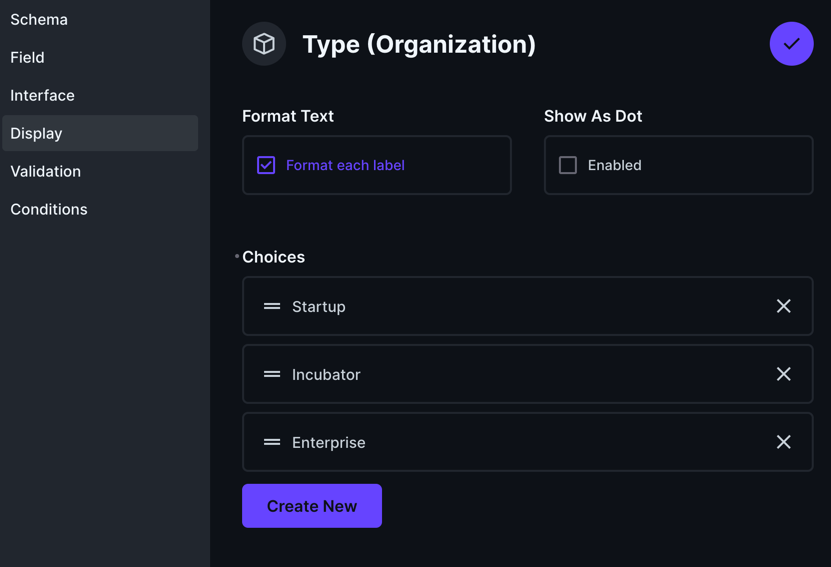 Schema
Field
Interface
Display
Validation
Conditions
Type (Organization)
Format Text
Format each label
Show As Dot
Enabled
Choices
Startup
Incubator
Enterprise
Create New